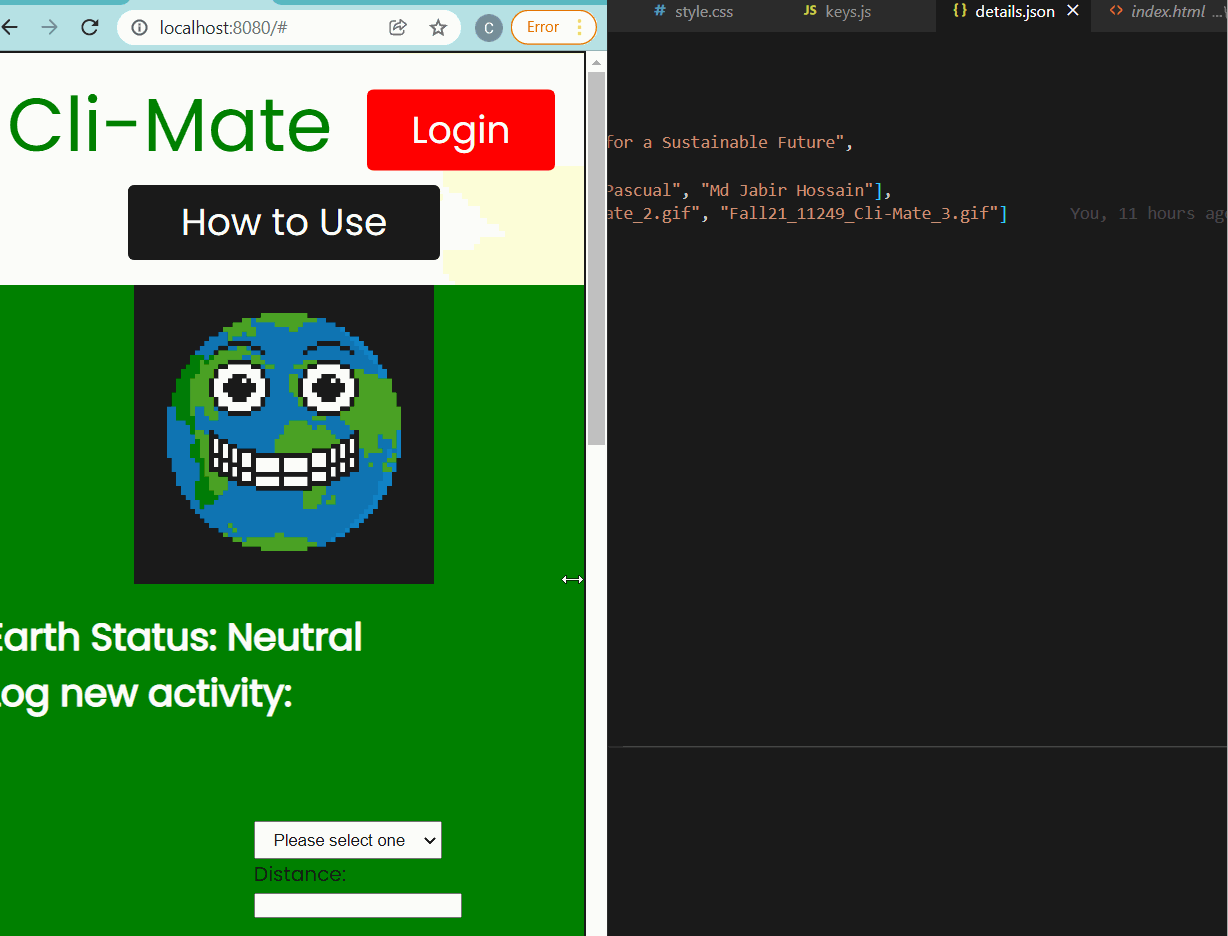 localhost:8080/#
C
Error
Cli-Mate
Login
How to Use
Earth Status: Neutral
Log new activity:
Please select one
Distance:
# style.css
JS keys.js
{} details.json
<> index.html ...\
for a Sustainable Future",
Pascual", "Md Jabir Hossain"],
ate_2.gif", "Fall21_11249_Cli-Mate_3.gif"] You, 11 hours ago